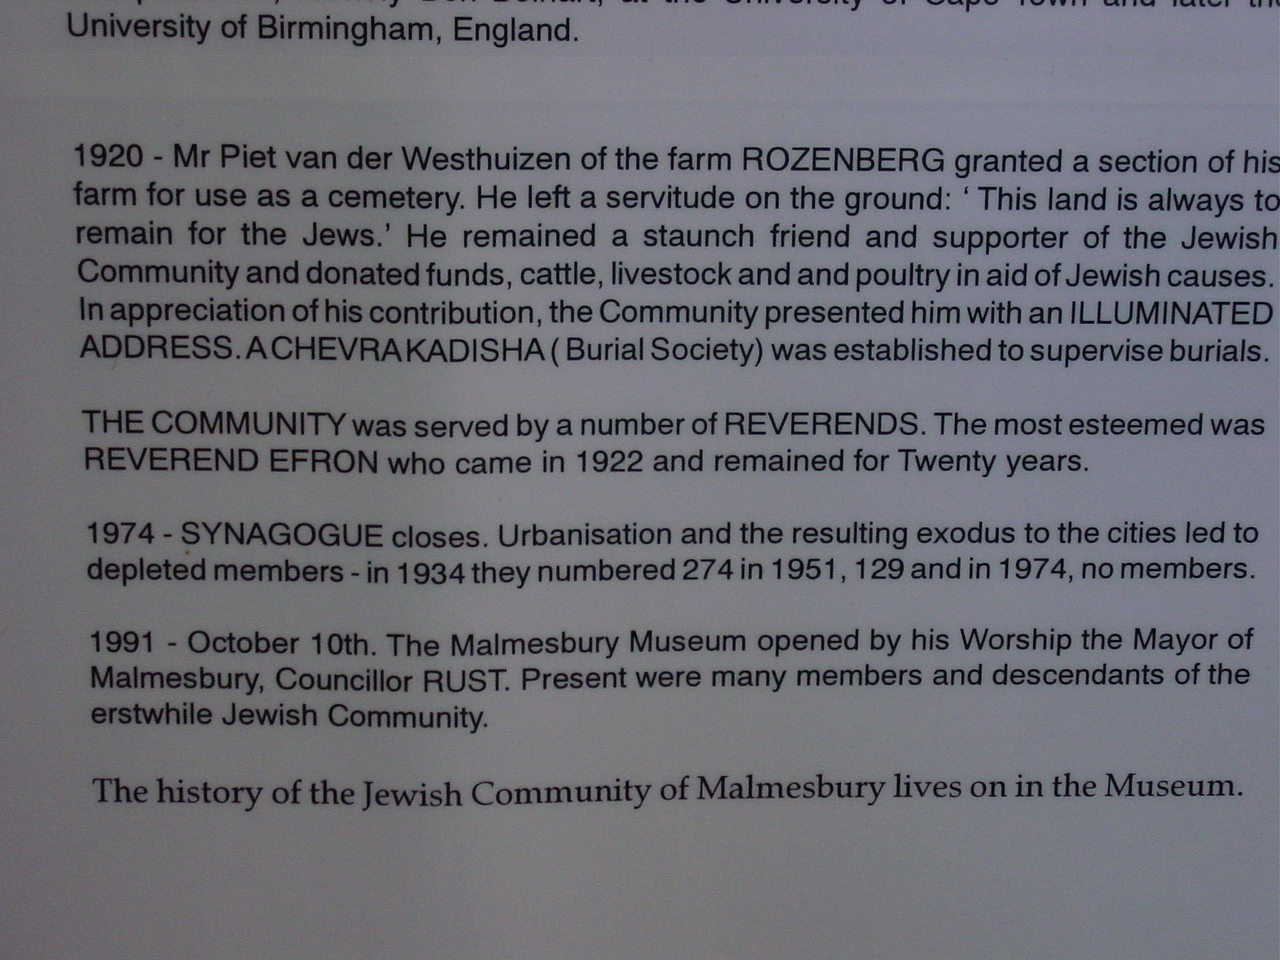 at the University of Cape Town and later the
University of Birmingham, England.
1920 - Mr Piet van der Westhuizen of the farm ROZENBERG granted a section of his
farm for use as a cemetery. He left a servitude on the ground: ‘ This land is always to
remain for the Jews.’ He remained a staunch friend and supporter of the Jewish
Community and donated funds, cattle, livestock and and poultry in aid of Jewish causes.
In appreciation of his contribution, the Community presented him with an ILLUMINATED
ADDRESS. A CHEVRA KADISHA ( Burial Society) was established to supervise burials.
THE COMMUNITY was served by a number of REVERENDS. The most esteemed was
REVEREND EFRON who came in 1922 and remained for Twenty years.
1974 - SYNAGOGUE closes. Urbanisation and the resulting exodus to the cities led to
depleted members - in 1934 they numbered 274 in 1951, 129 and in 1974, no members.
1991 - October 10th. The Malmesbury Museum opened by his Worship the Mayor of
Malmesbury, Councillor RUST. Present were many members and descendants of the
erstwhile Jewish Community.
The history of the Jewish Community of Malmesbury lives on in the Museum.